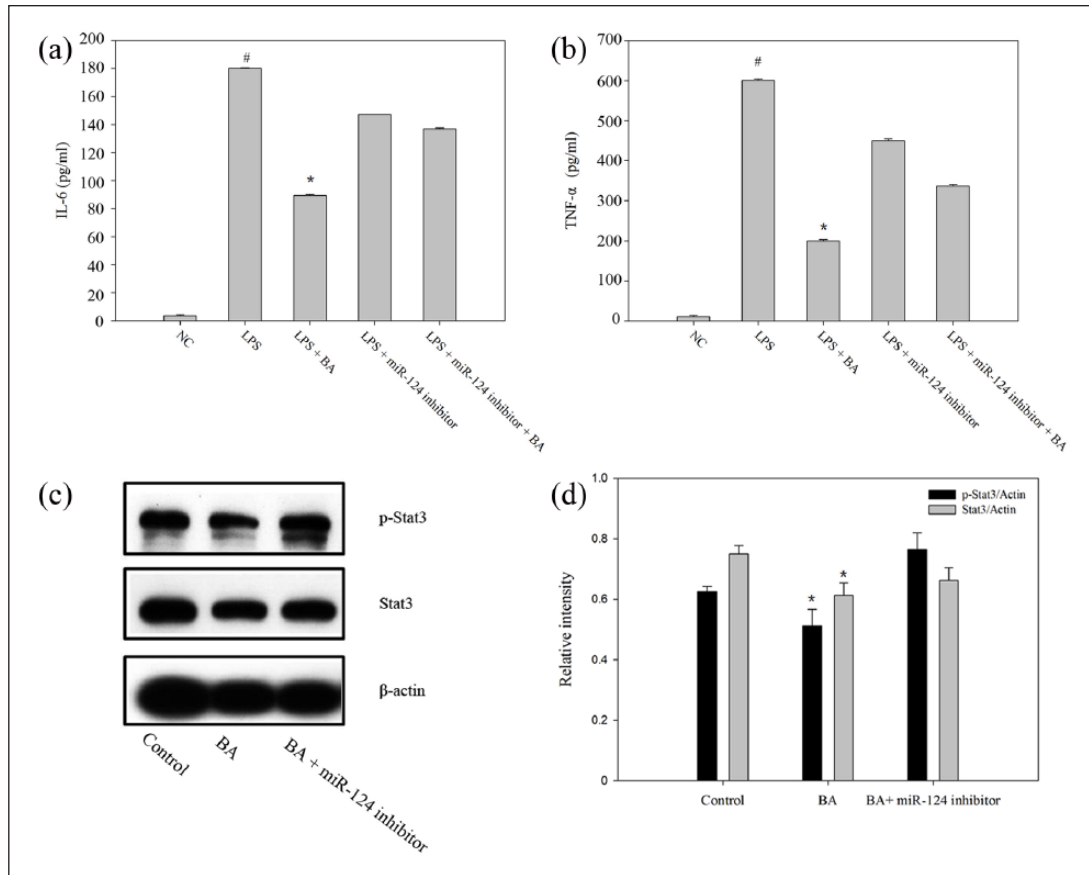 (a)
IL-6 (pg/ml)
200
180
160
140
120
100
80
60
40
20
0
#
*
NC
LPS
LPS + BA
LPS + miR-124 inhibitor
LPS + miR-124 inhibitor + BA
(b)
TNF-α (pg/ml)
700
600
500
400
300
200
100
0
#
*
NC
LPS
LPS + BA
LPS + miR-124 inhibitor
LPS + miR-124 inhibitor + BA
(c)
p-Stat3
Stat3
β-actin
Control
BA
BA + miR-124 inhibitor
(d)
Relative intensity
1.0
0.8
0.6
0.4
0.2
0
p-Stat3/Actin
Stat3/Actin
*
*
Control
BA
BA+ miR-124 inhibitor